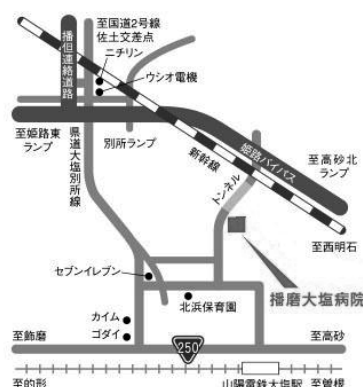 至国道2号線
佐土交差点
ニチリン
ウシオ電機
播但連絡道路
至姫路東
ランプ
県道大塩別所線
別所ランプ
新幹線
姫路バイパス
至高砂北
ランプ
トンネル
至西明石
セブンイレブン
北浜保育園
播磨大塩病院
カイム
ゴダイ
至飾磨
250
至高砂
至的形
山陽電鉄大塩駅
至曽根